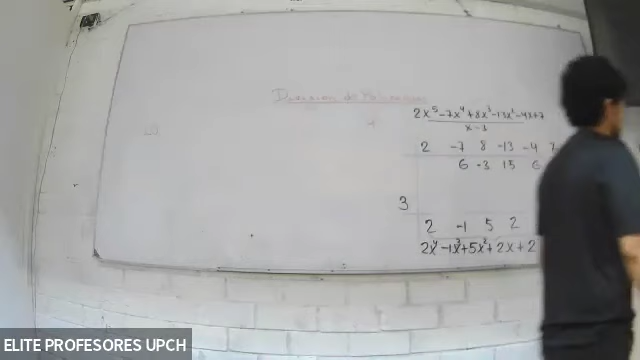 División de Polinomios
2x⁵-7x⁴+8x³-13x²-4x+7
x-3
2 -7 8 -13 -4 7
6 -3 15 6
3
2 -1 5 2
2x⁴-1x³+5x²+2x+2
ELITE PROFESORES UPCH